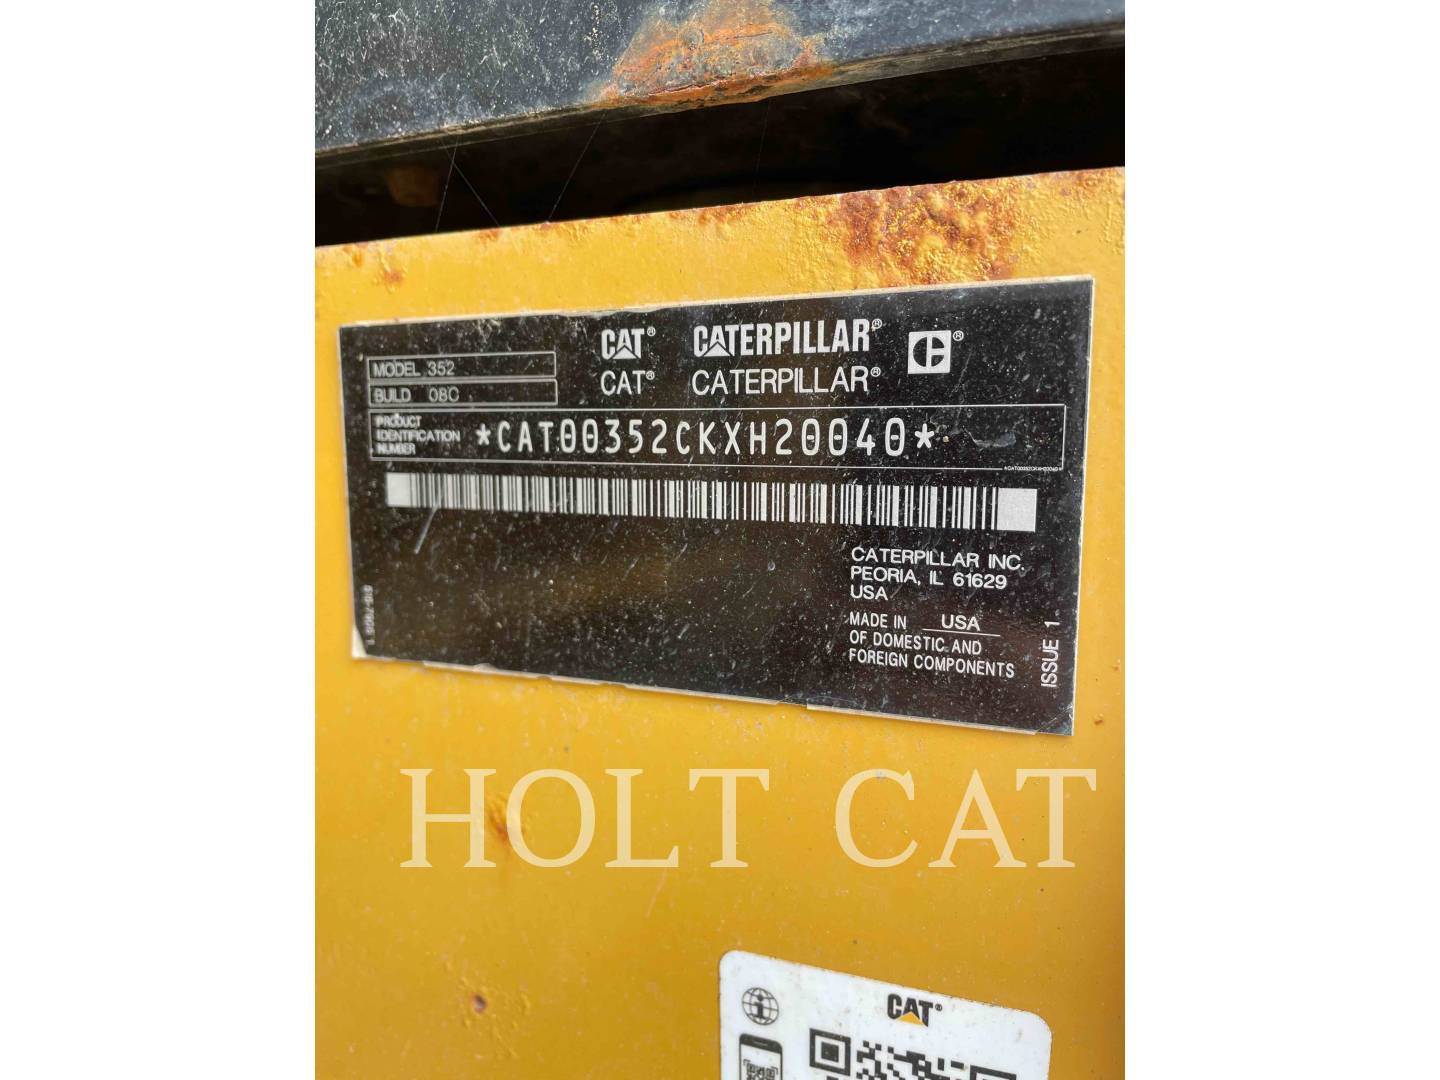 CAT® CATERPILLAR® C®
CAT® CATERPILLAR®
MODEL 352
BUILD 08C
PRODUCT
IDENTIFICATION
NUMBER
*CAT00352CKXH20040*
*CAT00352CKXH20040*
CATERPILLAR INC.
PEORIA, IL 61629
USA
MADE IN USA
OF DOMESTIC AND
FOREIGN COMPONENTS
ISSUE 1
HOLT CAT
CAT®